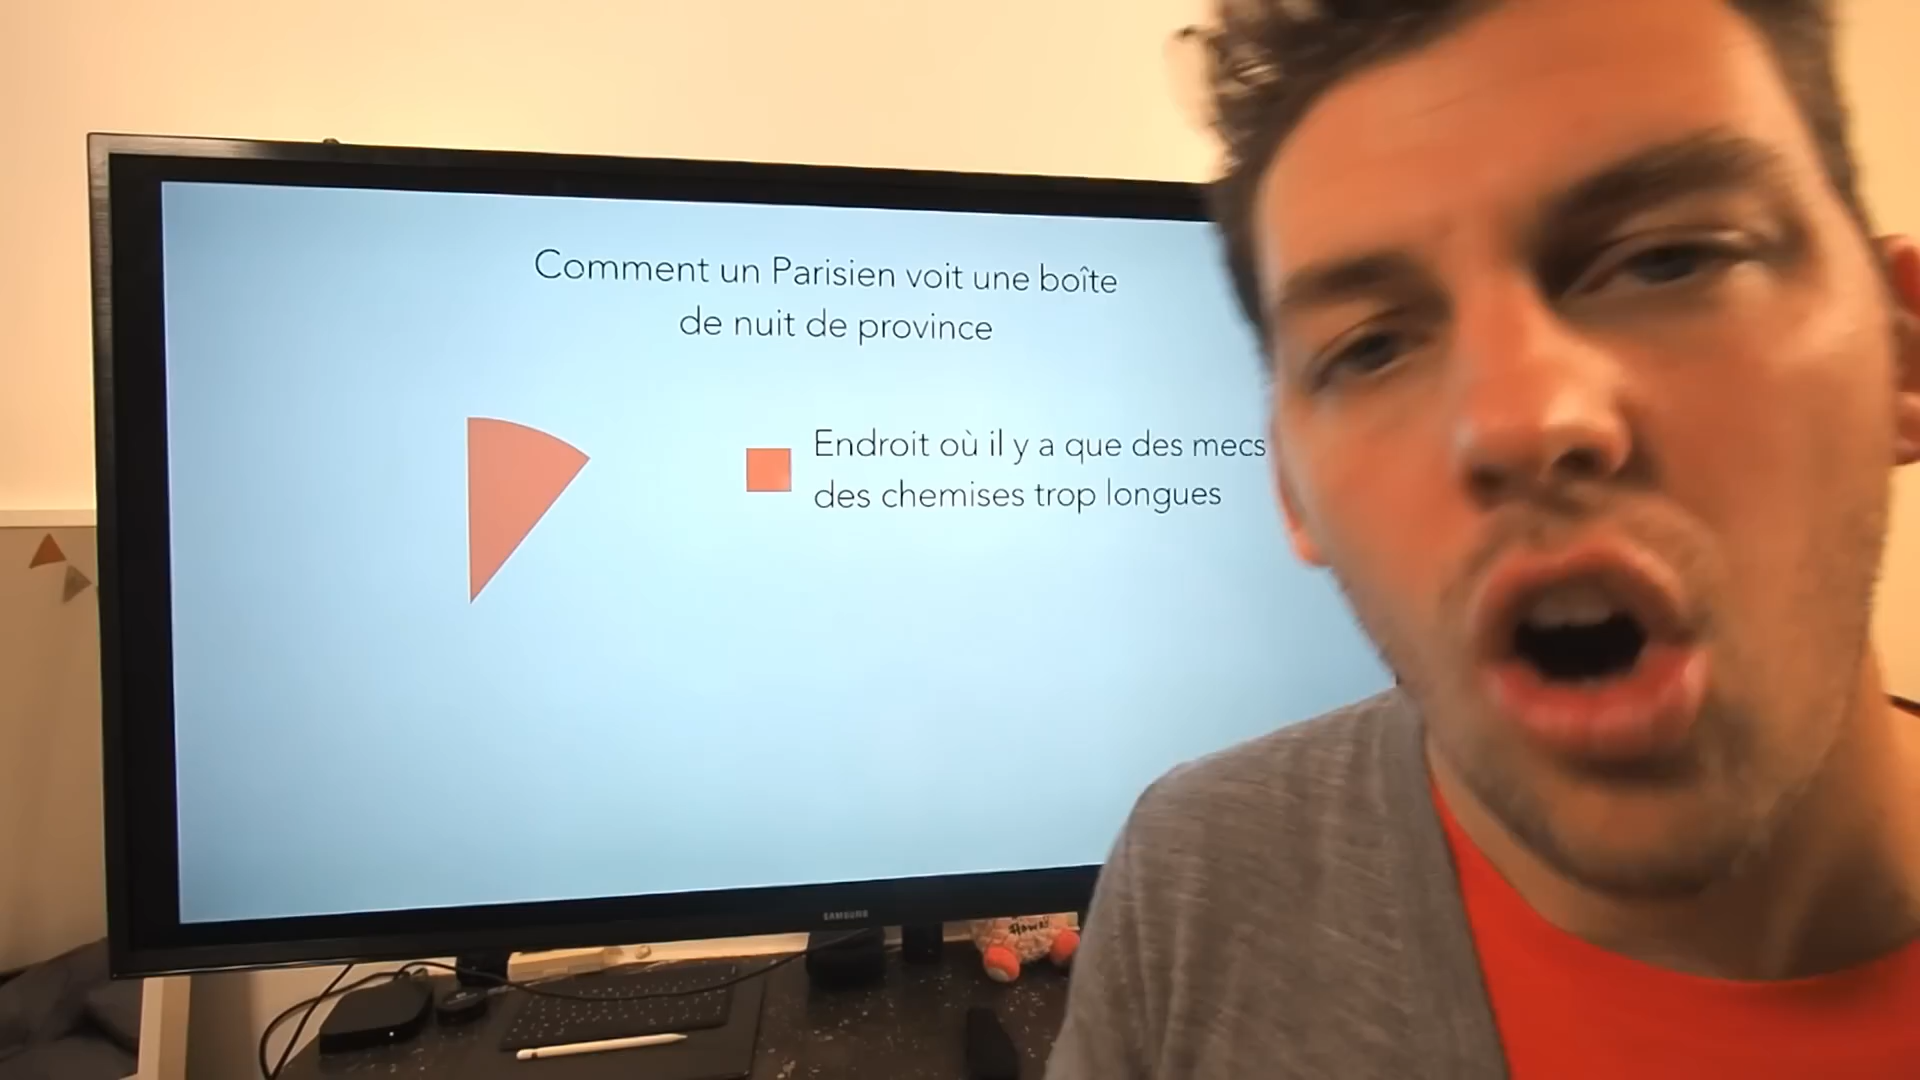 Comment un Parisien voit une boîte
de nuit de province
Endroit où il y a que des mecs
des chemises trop longues
SAMSUNG